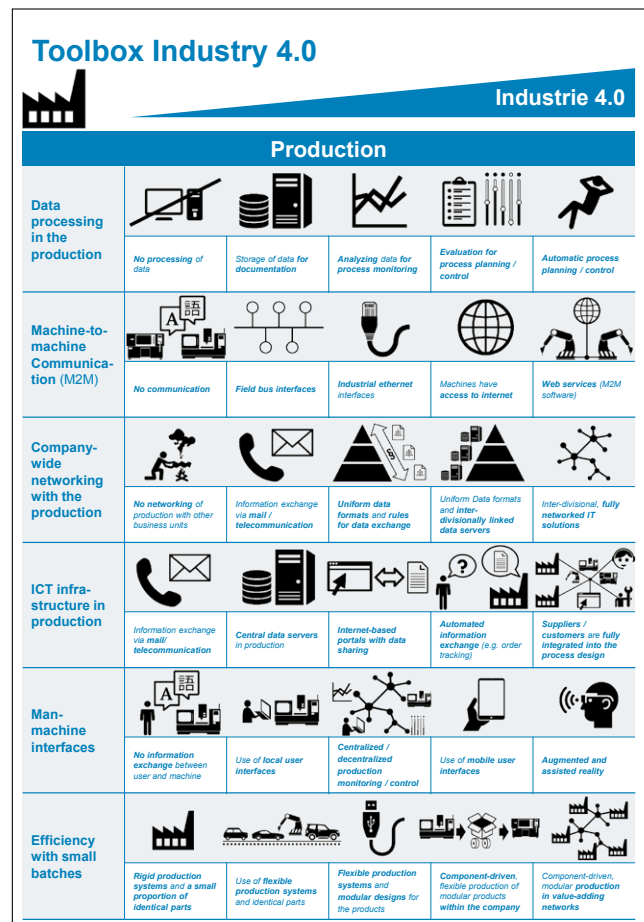 Toolbox Industry 4.0
Industrie 4.0
Production
Data
processing
in the
production
No processing of
data
Storage of data for
documentation
Analyzing data for
process monitoring
Evaluation for
process planning /
control
Automatic process
planning / control
A 語
Machine-to-
machine
Communica-
tion (M2M)
No communication
Field bus interfaces
Industrial ethernet
interfaces
Machines have
access to internet
Web services (M2M
software)
Company-
wide
networking
with the
production
No networking of
production with other
business units
Information exchange
via mail /
telecommunication
Uniform data
formats and rules
for data exchange
Uniform Data formats
and inter-
divisionally linked
data servers
Inter-divisional, fully
networked IT
solutions
ICT infra-
structure in
production
?
Information exchange
via mail/
telecommunication
Central data servers
in production
Internet-based
portals with data
sharing
Automated
information
exchange (e.g. order
tracking)
Suppliers /
customers are fully
integrated into the
process design
A 語
Man-
machine
interfaces
No information
exchange between
user and machine
Use of local user
interfaces
Centralized /
decentralized
production
monitoring / control
Use of mobile user
interfaces
Augmented and
assisted reality
Efficiency
with small
batches
Rigid production
systems and a small
proportion of
identical parts
Use of flexible
production systems
and identical parts
Flexible production
systems and
modular designs for
the products
Component-driven,
flexible production of
modular products
within the company
Component-driven,
modular production
in value-adding
networks